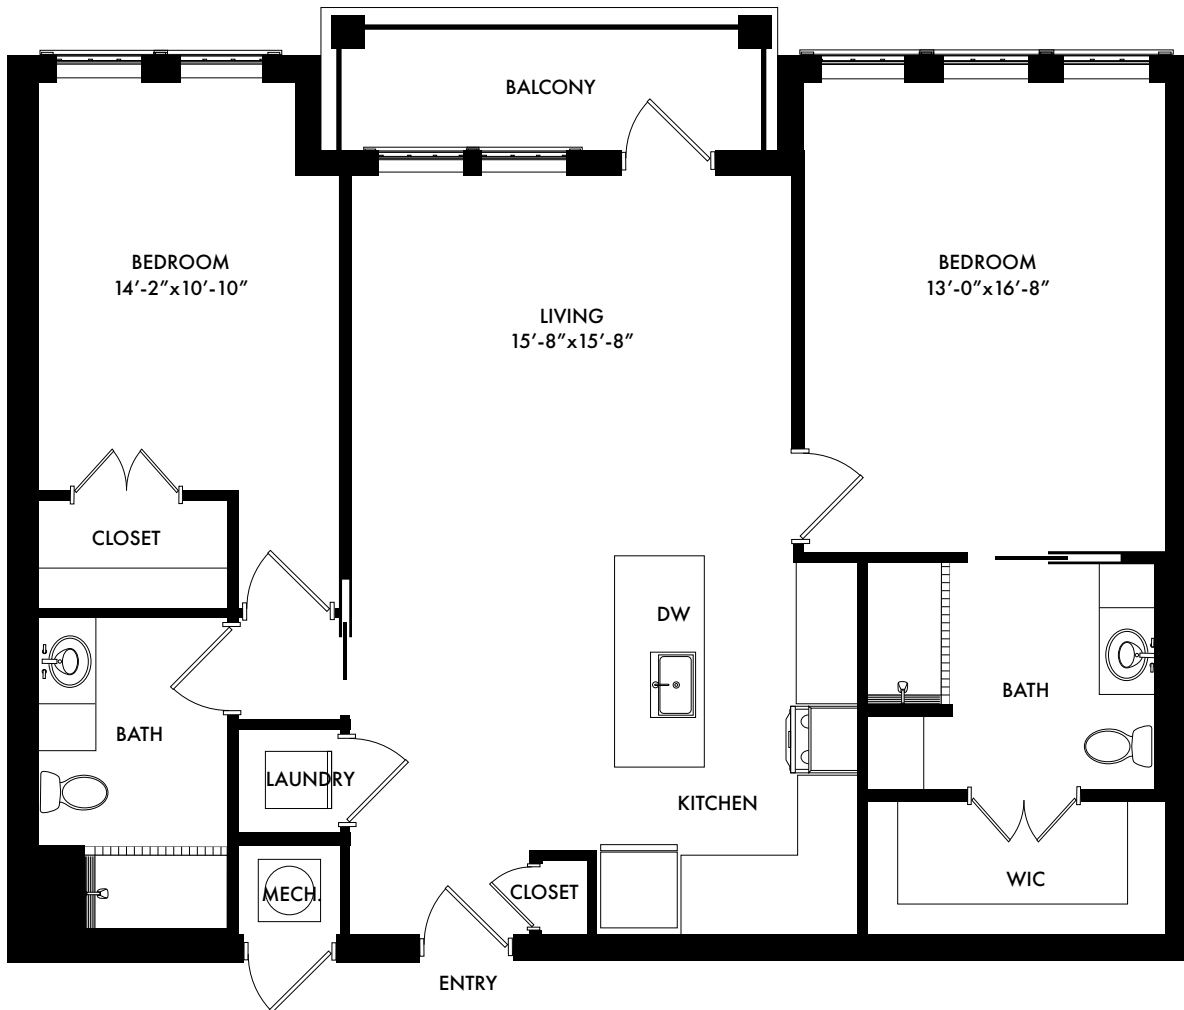 BALCONY
BEDROOM
14′-2″x10′-10″
BEDROOM
13′-0″x16′-8″
LIVING
15′-8″x15′-8″
CLOSET
DW
BATH
BATH
LAUNDRY
KITCHEN
WIC
MECH.
CLOSET
ENTRY